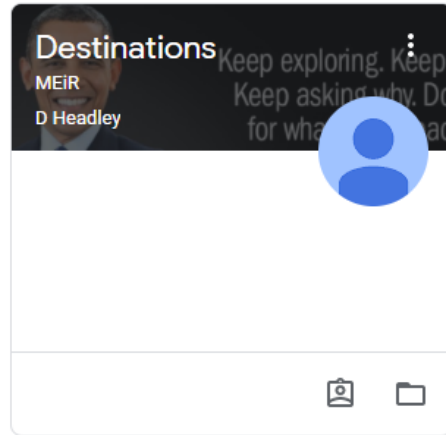 Destinations
MEiR
D Headley
Keep exploring. Keep
Keep asking why. Do
for wha